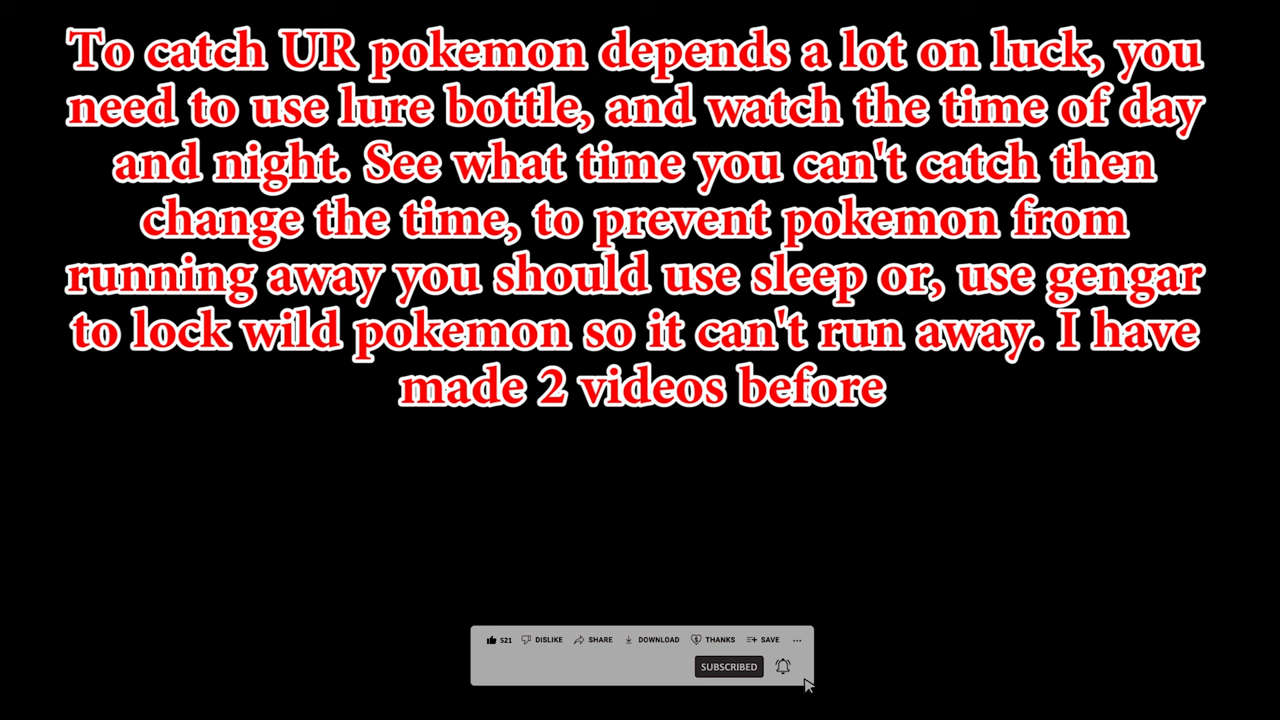 To catch UR pokemon depends a lot on luck, you
need to use lure bottle, and watch the time of day
and night. See what time you can't catch then
change the time, to prevent pokemon from
running away you should use sleep or, use gengar
to lock wild pokemon so it can't run away. I have
made 2 videos before
521 DISLIKE SHARE DOWNLOAD THANKS SAVE ...
SUBSCRIBED